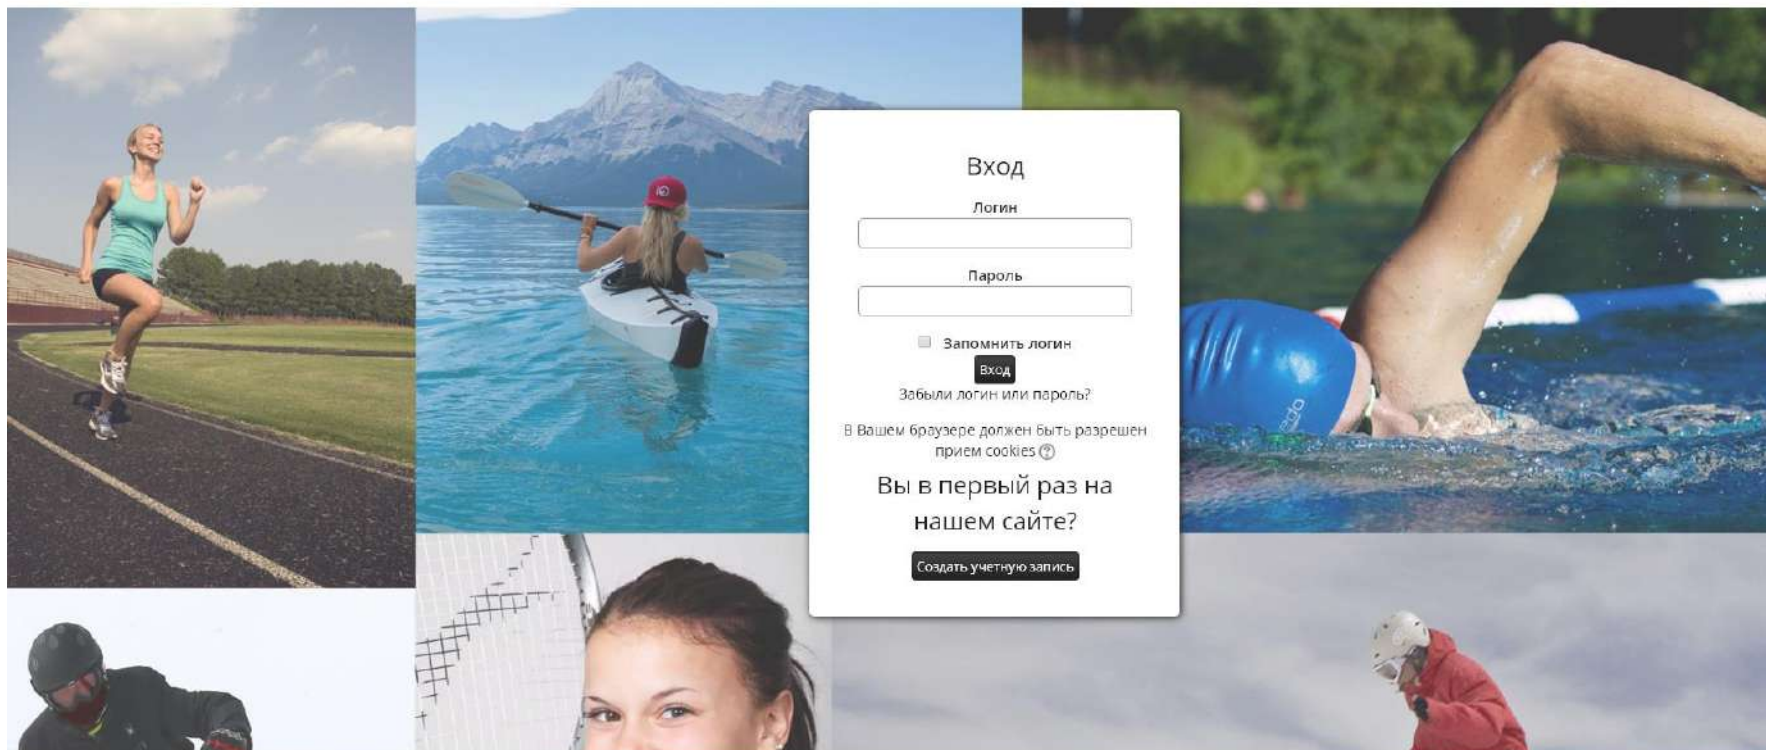 Вход
Логин
Пароль
Запомнить логин
Вход
Забыли логин или пароль?
В Вашем браузере должен быть разрешен
прием cookies
Вы в первый раз на
нашем сайте?
Создать учетную запись